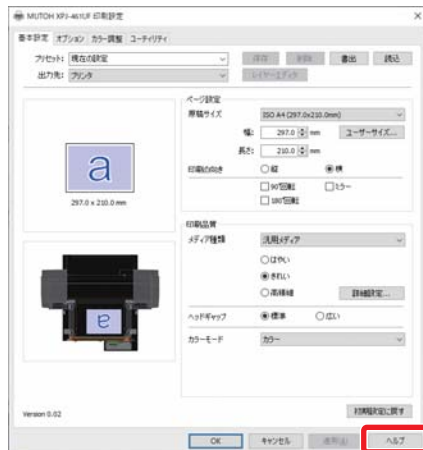 MUTOH XPJ-461UF 印刷設定
基本設定 オプション カラー調整 ユーティリティ
プリセット: 現在の設定 保存 削除 書出 読込
出力先: プリンタ レイヤーエディタ
ページ設定
原稿サイズ ISO A4 (297.0x210.0mm)
幅: 297.0 mm ユーザーサイズ...
長さ: 210.0 mm
印刷の向き 縦 横
90°回転 ミラー
180°回転
a
297.0 x 210.0 mm
印刷品質
メディア種類 汎用メディア
はやい
きれい
高精細 詳細設定...
ヘッドギャップ 標準 広い
カラーモード カラー
a
Version 0.02 初期設定に戻す
OK キャンセル 適用(A) ヘルプ